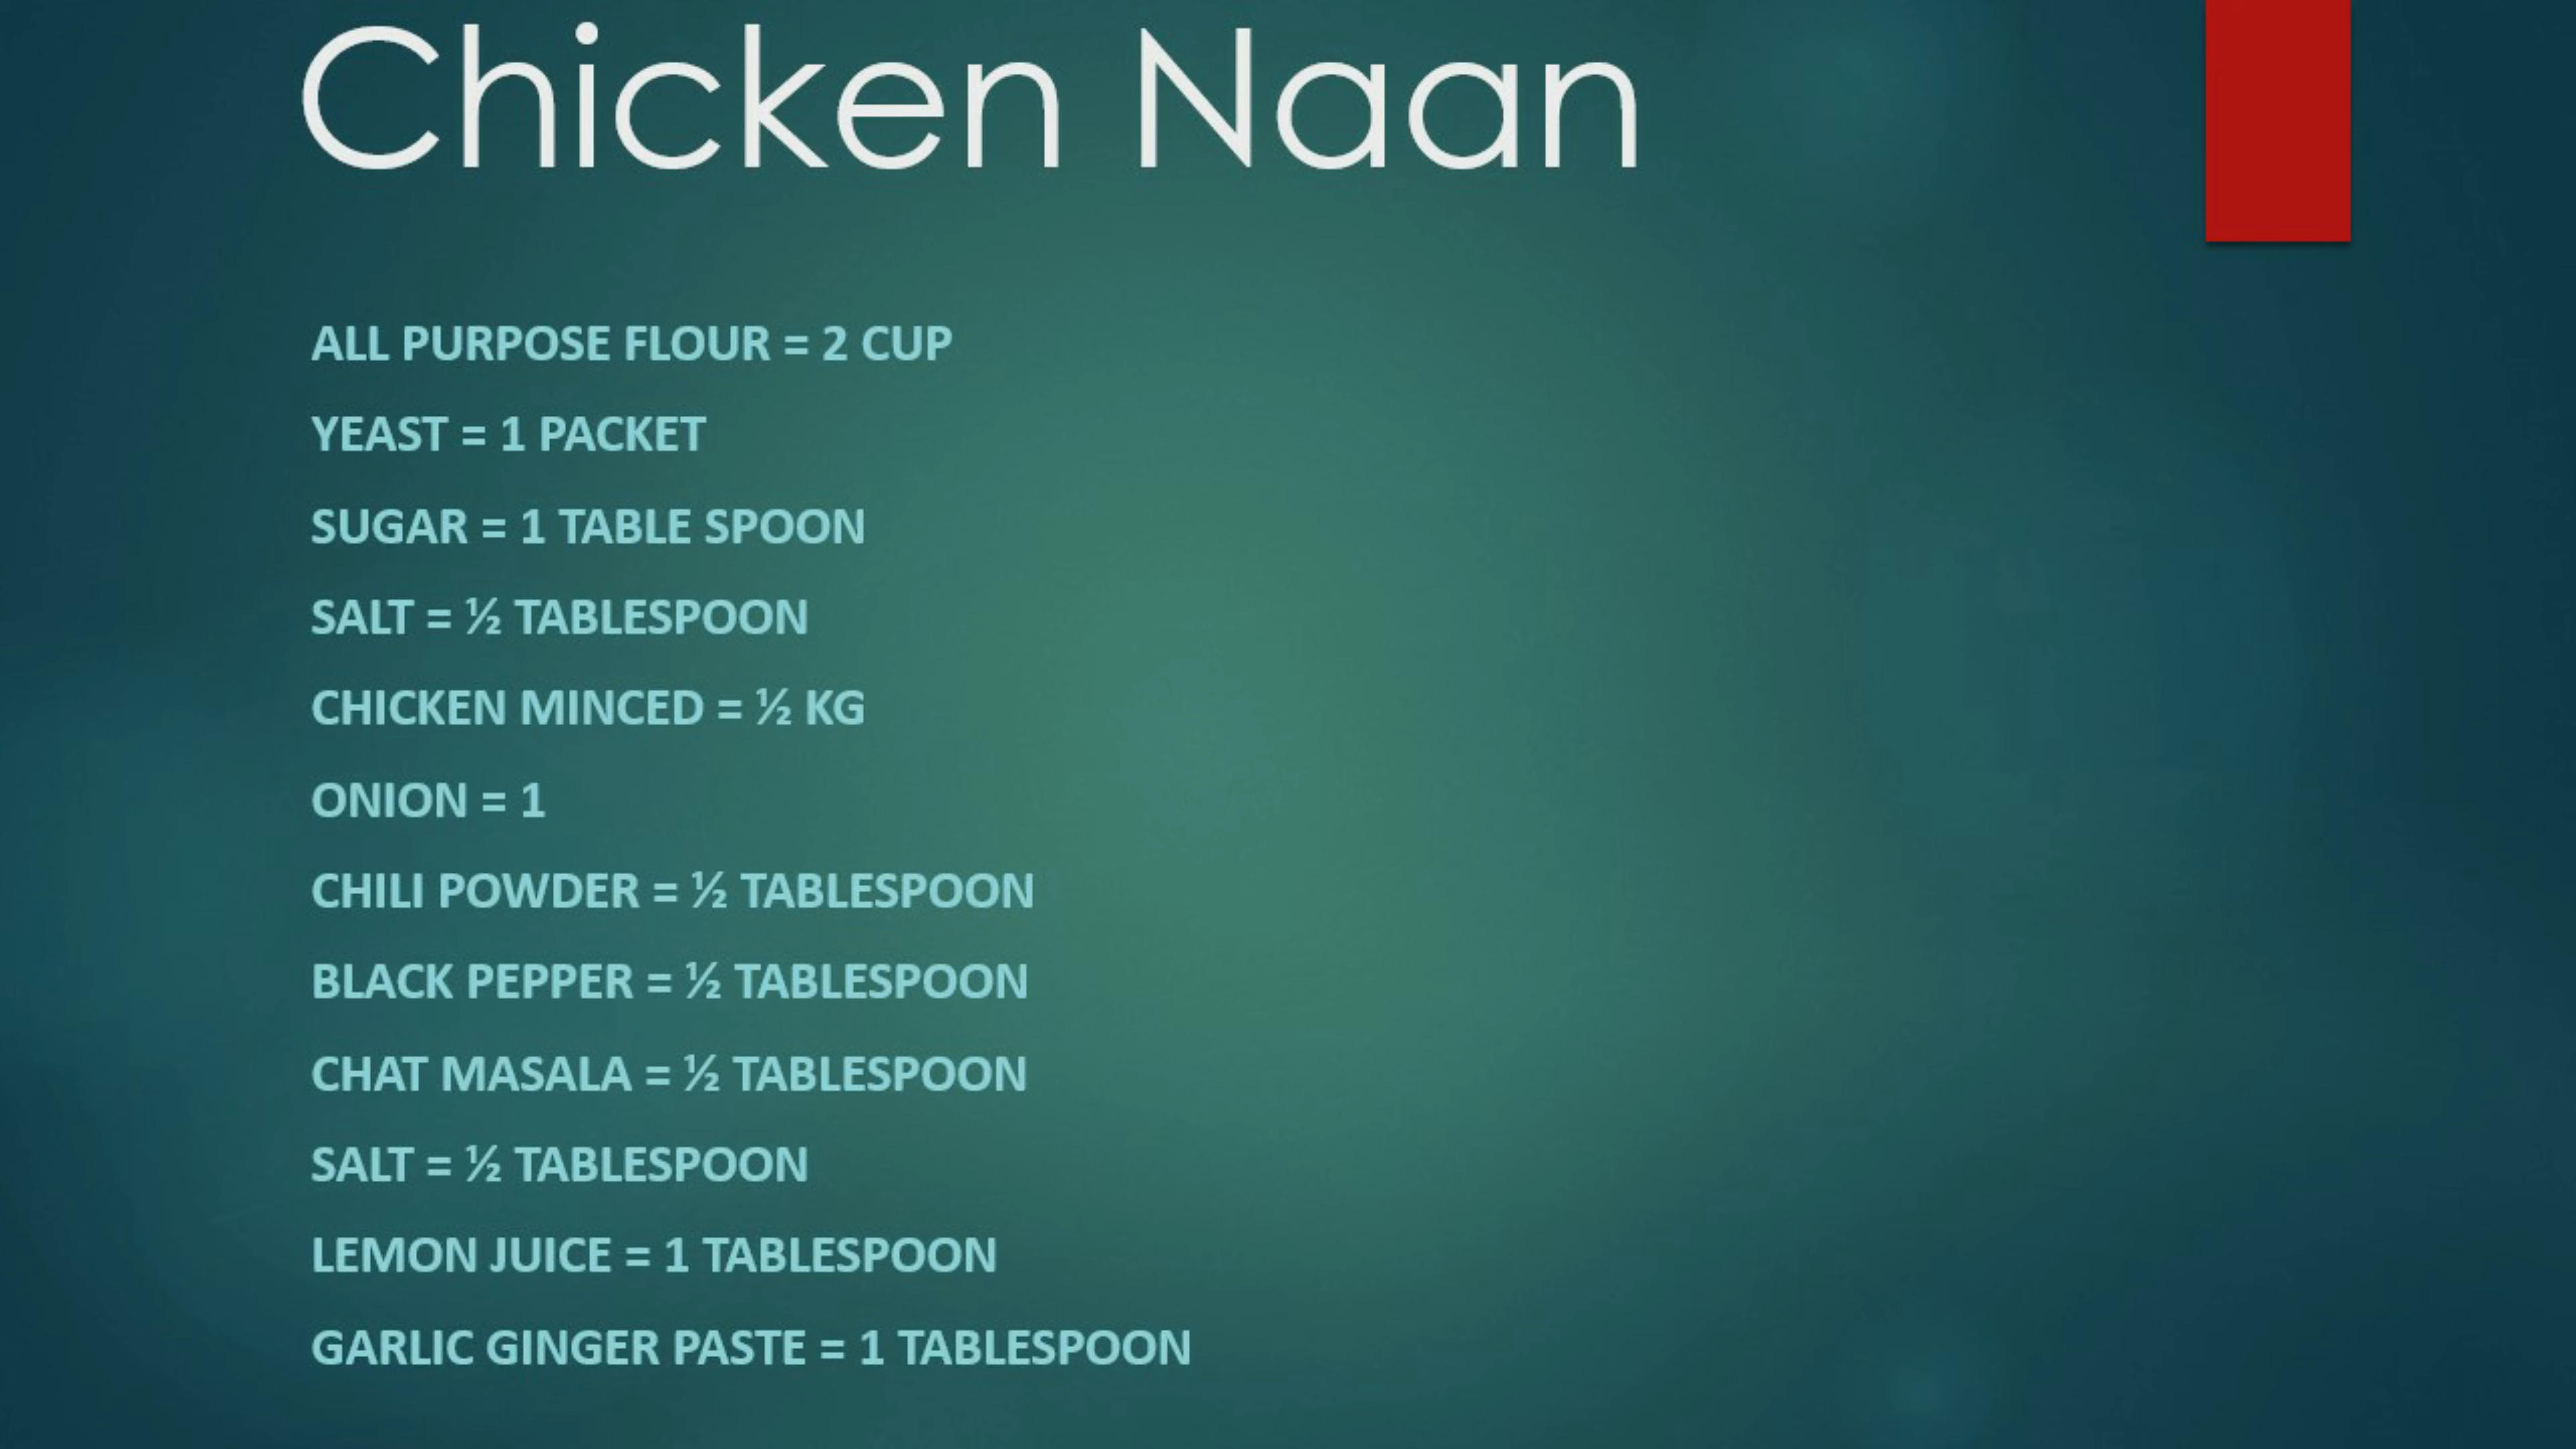 Chicken Naan
ALL PURPOSE FLOUR = 2 CUP
YEAST = 1 PACKET
SUGAR = 1 TABLE SPOON
SALT = ½ TABLESPOON
CHICKEN MINCED = ½ KG
ONION = 1
CHILI POWDER = ½ TABLESPOON
BLACK PEPPER = ½ TABLESPOON
CHAT MASALA = ½ TABLESPOON
SALT = ½ TABLESPOON
LEMON JUICE = 1 TABLESPOON
GARLIC GINGER PASTE = 1 TABLESPOON